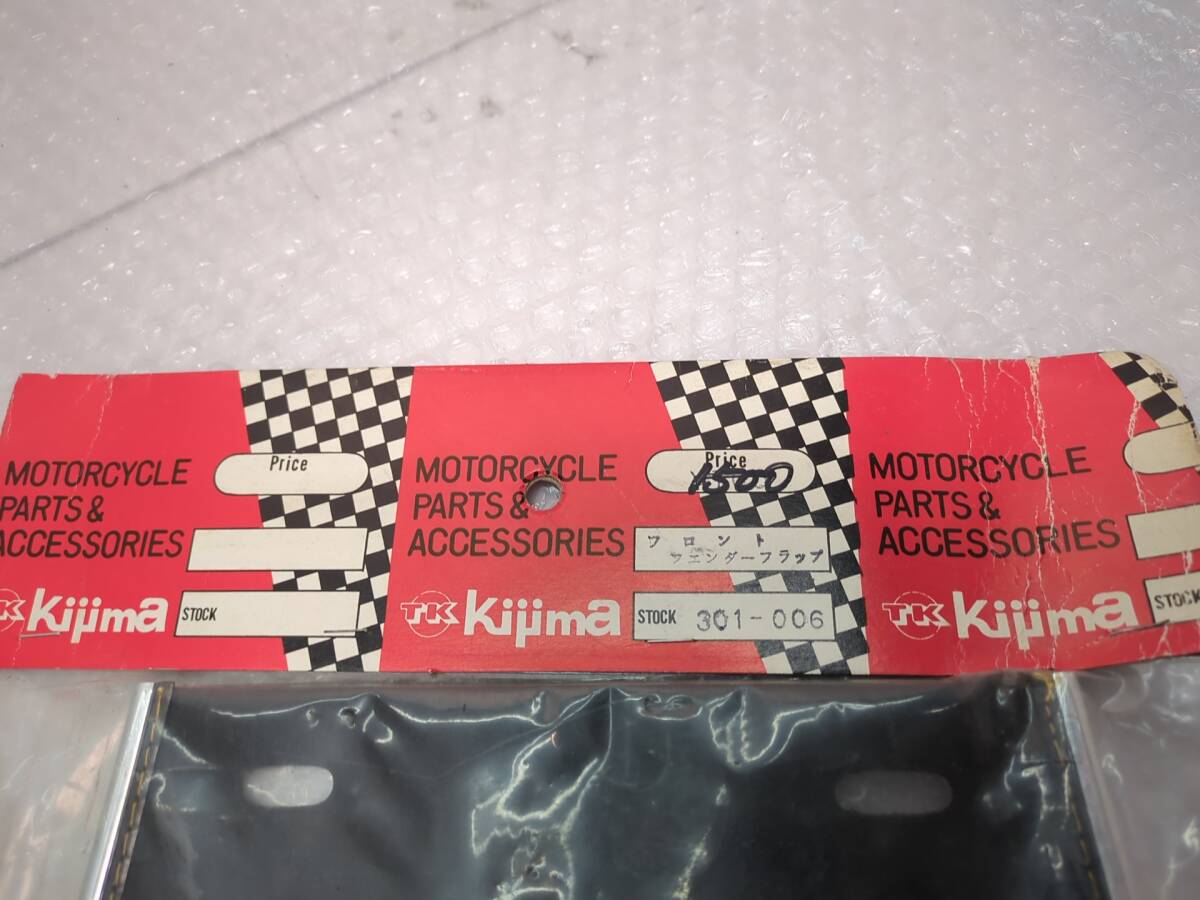 MOTORCYCLE
PARTS &
ACCESSORIES
Price
TK Kijima
STOCK
MOTORCYCLE
PARTS &
ACCESSORIES
Price
1500
フロント
フェンダーフラップ
TK Kijima
STOCK 301-006
MOTORCYCLE
PARTS &
ACCESSORIES
TK Kijima
STOCK